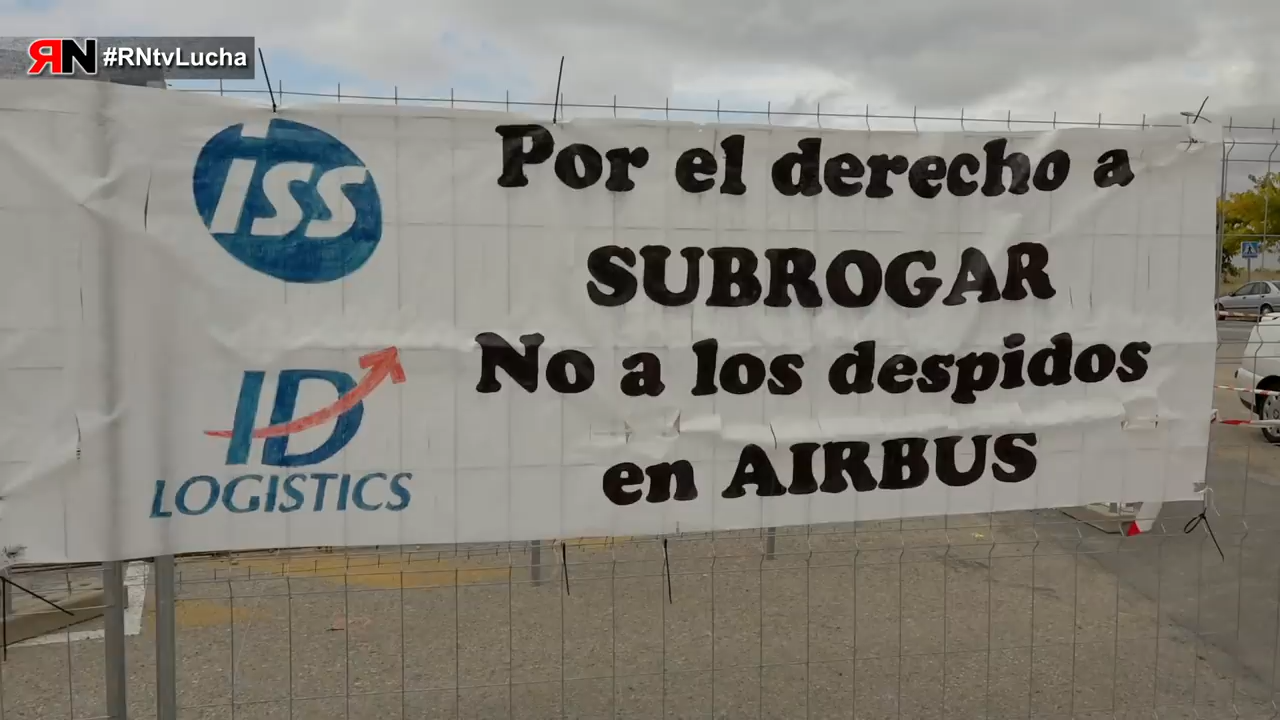 RN #RNtvLucha
ISS
ID
LOGISTICS
Por el derecho a
SUBROGAR
No a los despidos
en AIRBUS